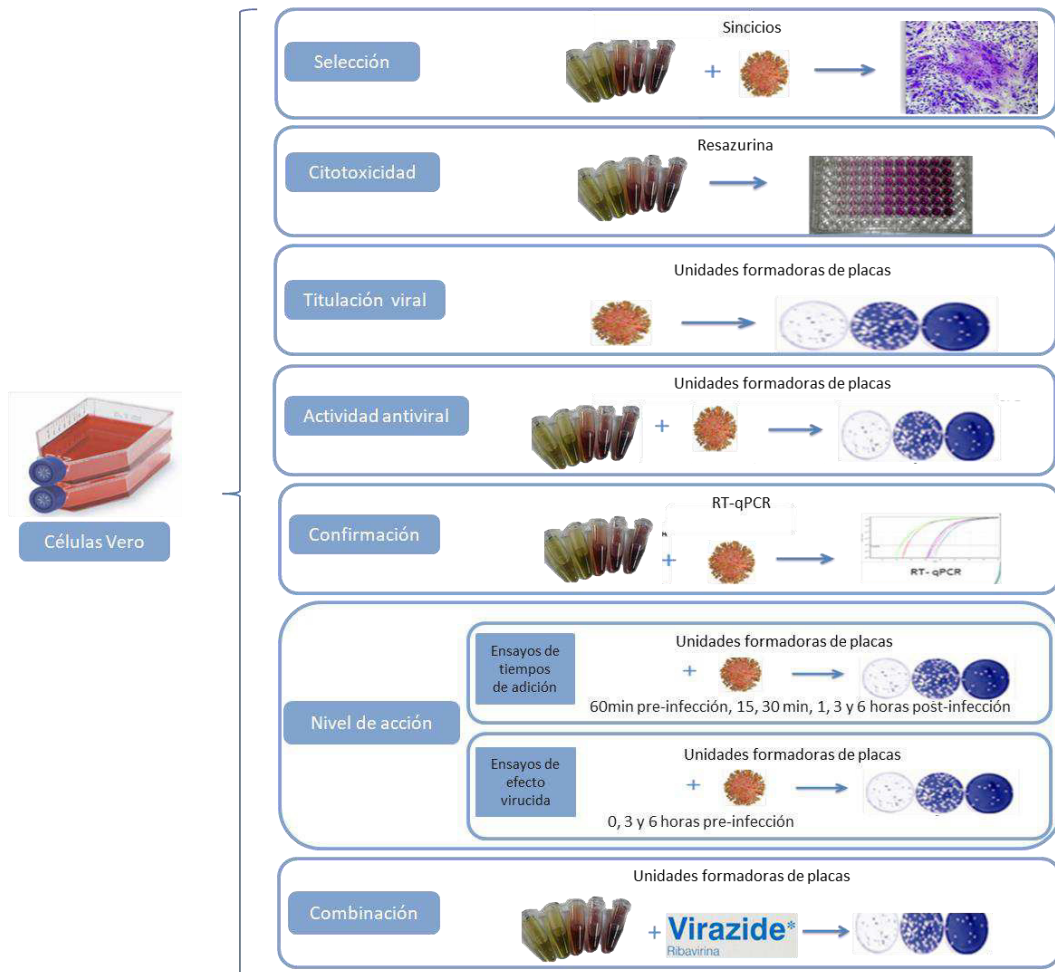 Sincicios
Selección
+
Resazurina
Citotoxicidad
Unidades formadoras de placas
Titulación viral
Unidades formadoras de placas
Actividad antiviral
+
Células Vero
RT-qPCR
Confirmación
+
RT- qPCR
Nivel de acción
Ensayos de
tiempos
de adición
Unidades formadoras de placas
+
60min pre-infección, 15, 30 min, 1, 3 y 6 horas post-infección
Ensayos de
efecto
virucida
Unidades formadoras de placas
+
0, 3 y 6 horas pre-infección
Unidades formadoras de placas
Combinación
+ Virazide*
Ribavirina